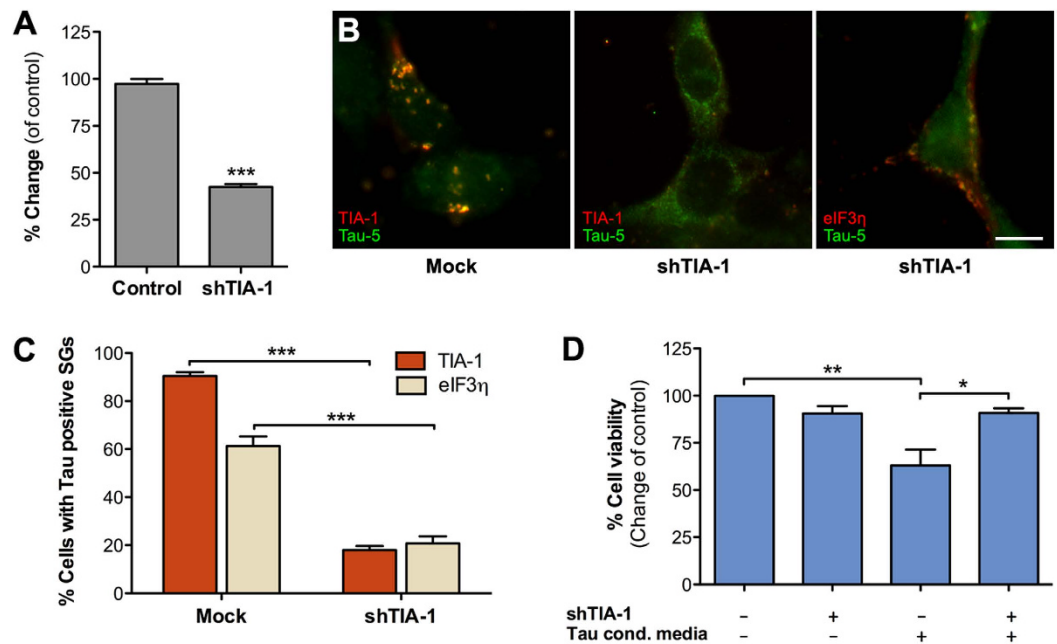 A
% Change (of control)
125
100
75
50
25
0
***
Control
shTIA-1
B
TIA-1
Tau-5
Mock
TIA-1
Tau-5
shTIA-1
eIF3η
Tau-5
shTIA-1
C
% Cells with Tau positive SGs
100
80
60
40
20
0
***
***
TIA-1
eIF3η
Mock
shTIA-1
D
% Cell viability
(Change of control)
125
100
75
50
25
0
**
*
shTIA-1 – + – +
Tau cond. media – – + +